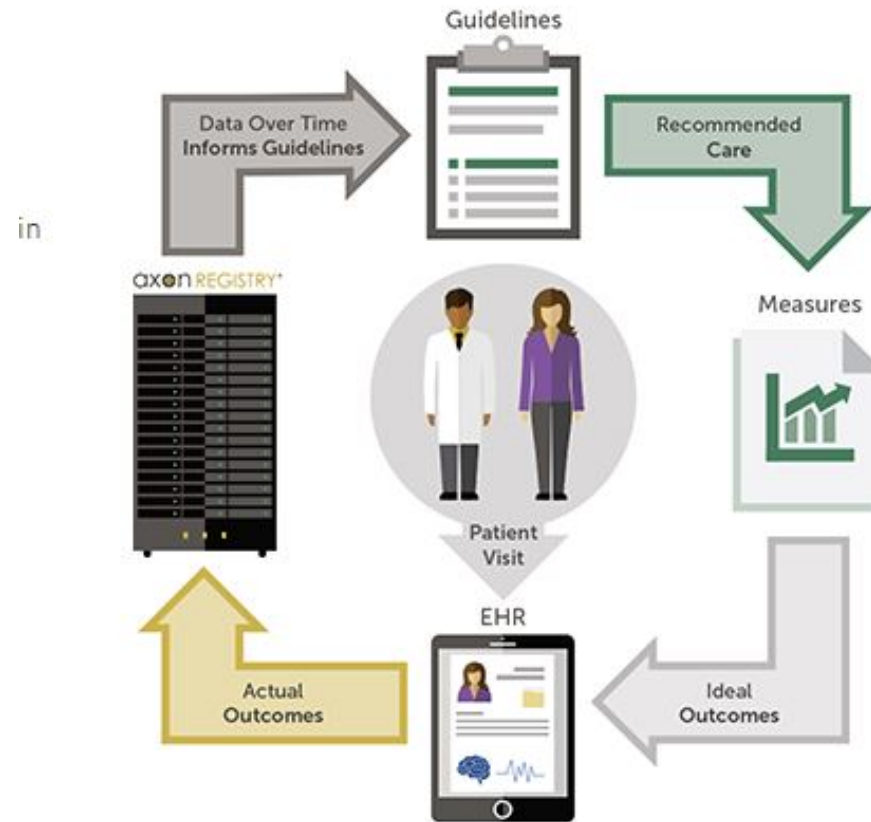 Guidelines
Data Over Time
Informs Guidelines
Recommended
Care
in
axon REGISTRY+
Measures
Patient
Visit
EHR
Actual
Outcomes
Ideal
Outcomes